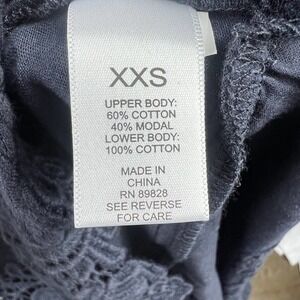 XXS
UPPER BODY:
60% COTTON
40% MODAL
LOWER BODY:
100% COTTON
MADE IN
CHINA
RN 89828
SEE REVERSE
FOR CARE